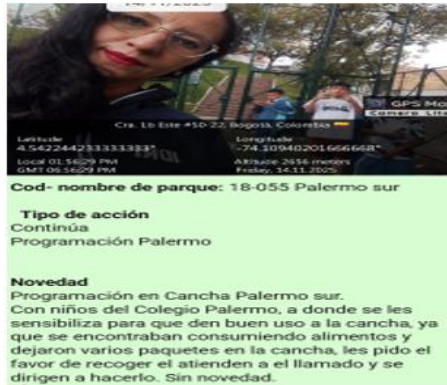 14/11/2025
GPS Ma
Camera Lite
Cra. 1b Este #50-22, Bogotá, Colombia
Latitude
Longitude
4.542244233333333°
-74.10940201666668°
Local 01:56:29 PM
Altitude 2656 meters
GMT 06:56:29 PM
Friday, 14.11.2025
Cod- nombre de parque: 18-055 Palermo sur
Tipo de acción
Continúa
Programación Palermo
Novedad
Programación en Cancha Palermo sur.
Con niños del Colegio Palermo, a donde se les
sensibiliza para que den buen uso a la cancha, ya
que se encontraban consumiendo alimentos y
dejaron varios paquetes en la cancha, les pido el
favor de recoger el atienden a el llamado y se
dirigen a hacerlo. Sin novedad.